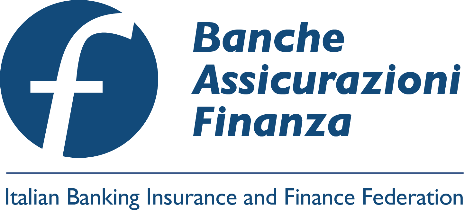 f
Banche
Assicurazioni
Finanza
Italian Banking Insurance and Finance Federation